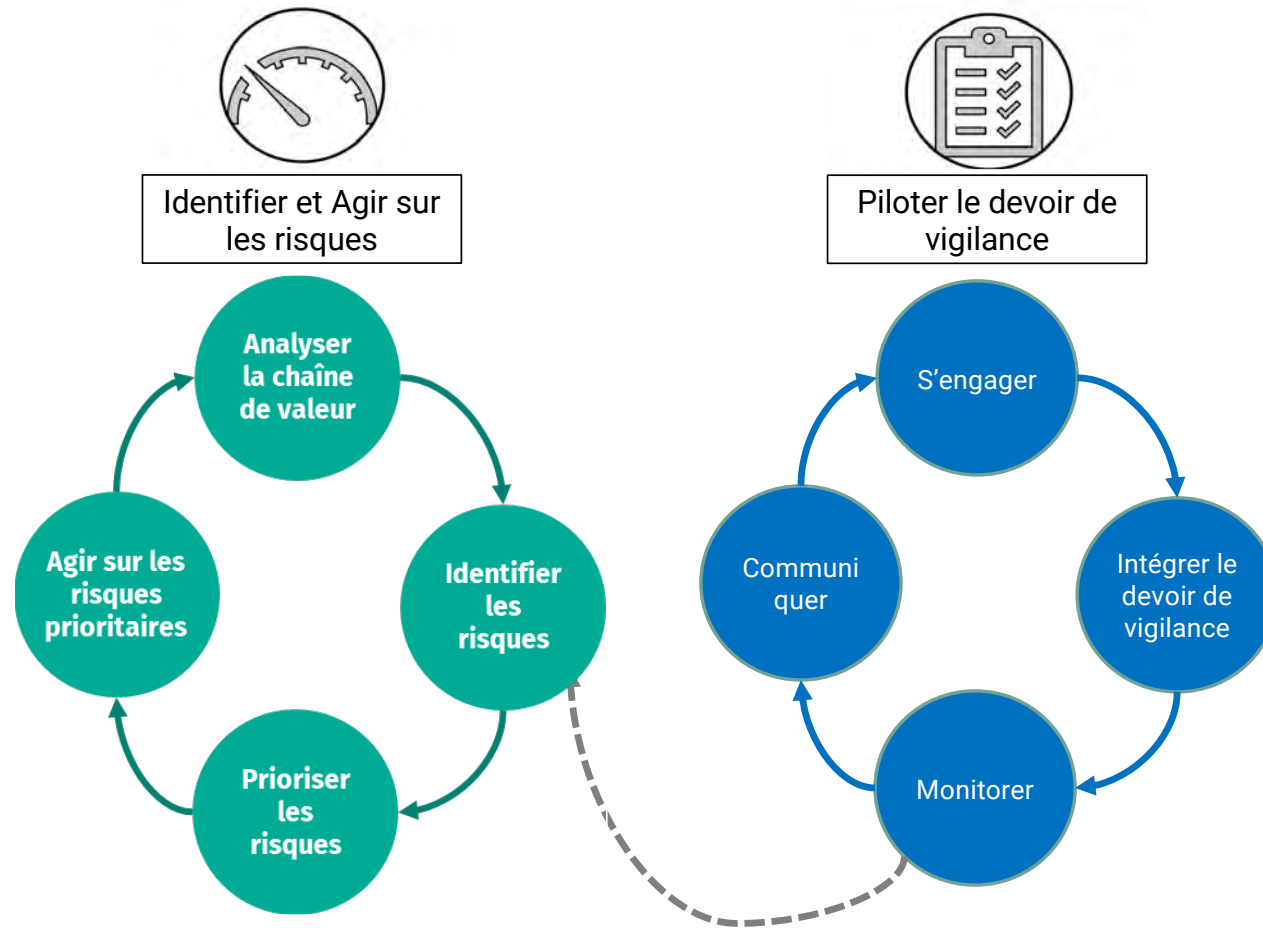 Identifier et Agir sur
les risques
Piloter le devoir de
vigilance
Analyser
la chaîne
de valeur
Identifier
les
risques
Prioriser
les
risques
Agir sur les
risques
prioritaires
S’engager
Intégrer le
devoir de
vigilance
Monitorer
Communi
quer